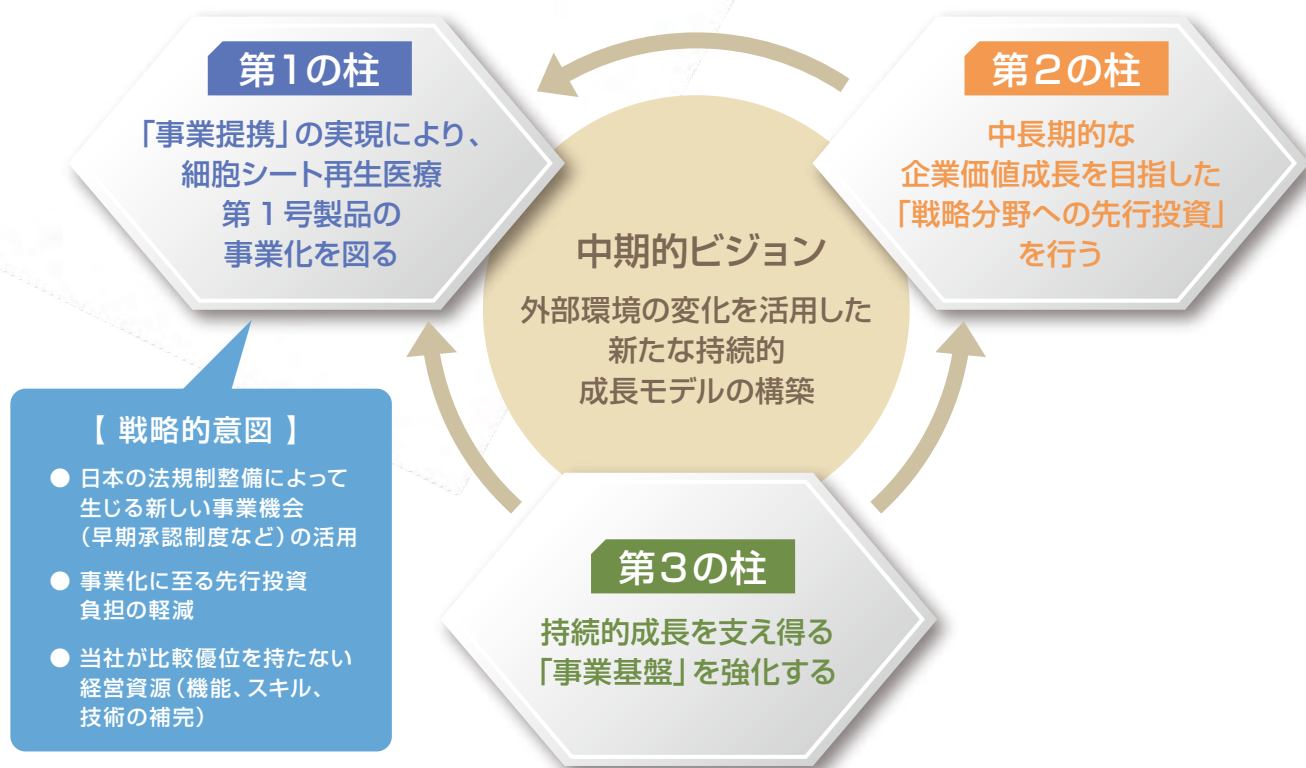 第1の柱
「事業提携」の実現により、
細胞シート再生医療
第1号製品の
事業化を図る
第2の柱
中長期的な
企業価値成長を目指した
「戦略分野への先行投資」
を行う
中期的ビジョン
外部環境の変化を活用した
新たな持続的
成長モデルの構築
【 戦略的意図 】
● 日本の法規制整備によって
生じる新しい事業機会
（早期承認制度など）の活用
● 事業化に至る先行投資
負担の軽減
● 当社が比較優位を持たない
経営資源（機能、スキル、
技術の補完）
第3の柱
持続的成長を支え得る
「事業基盤」を強化する